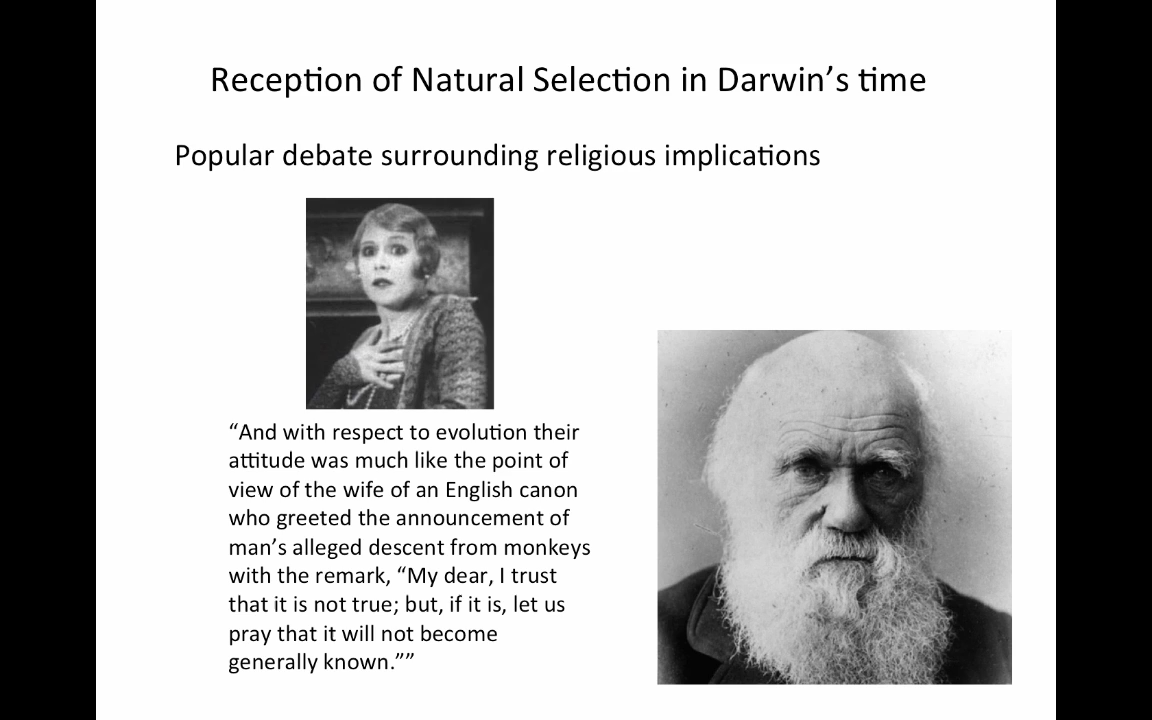 Reception of Natural Selection in Darwin’s time
Popular debate surrounding religious implications
“And with respect to evolution their
attitude was much like the point of
view of the wife of an English canon
who greeted the announcement of
man’s alleged descent from monkeys
with the remark, “My dear, I trust
that it is not true; but, if it is, let us
pray that it will not become
generally known.””